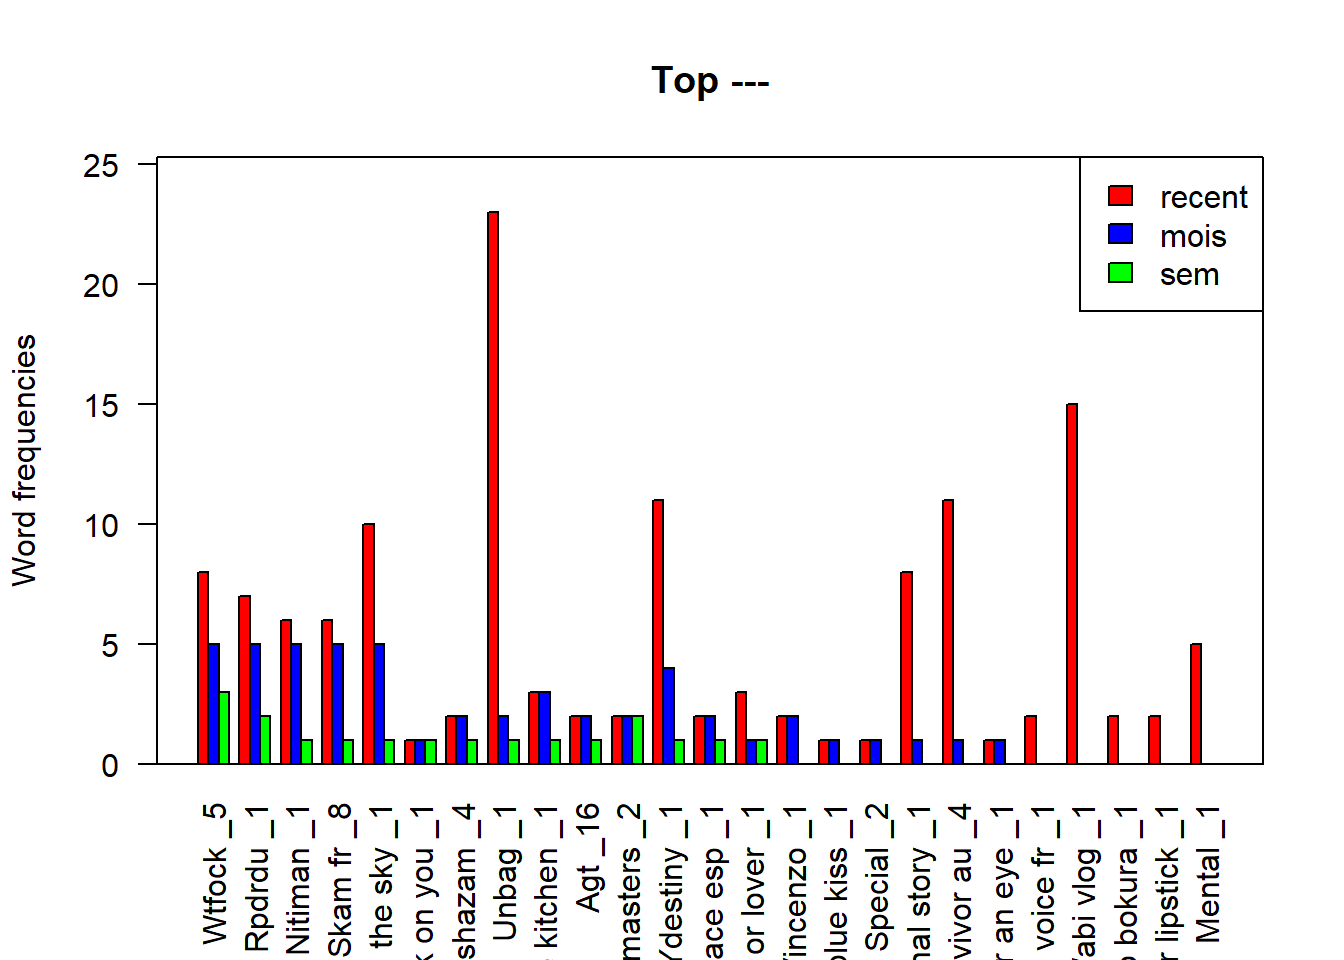 Top ---
25
20
15
10
5
0
Word frequencies
recent
mois
sem
Wtfock _5
Rpdrdu _1
Nitiman _1
Skam fr _8
the sky _1
on you _1
shazam _4
Unbag _1
kitchen _1
Agt _16
masters _2
Ydestiny _1
ace esp _1
or lover _1
Vincenzo _1
blue kiss _1
Special _2
nal story _1
vivor au _4
r an eye _1
voice fr _1
Yabi vlog _1
o bokura _1
r lipstick _1
Mental _1